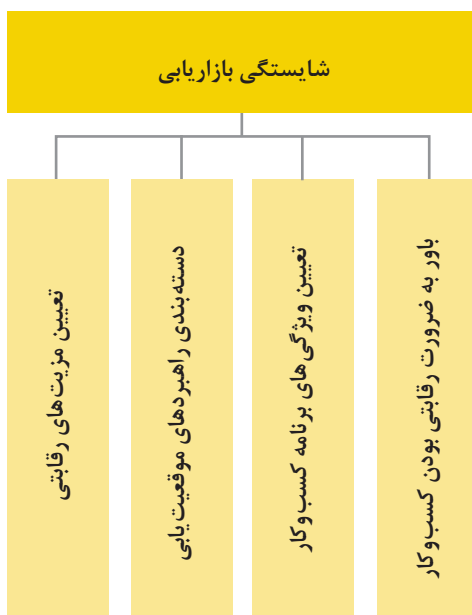 شایستگی بازاریابی
باور به ضرورت رقابتی بودن کسب‌وکار
تعیین ویژگی‌های برنامه کسب‌وکار
دسته‌بندی راهبردهای موقعیت‌یابی
تعیین مزیت‌های رقابتی